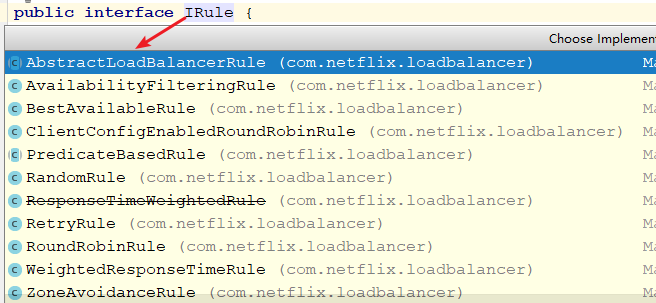 public interface IRule {
Choose Implement
AbstractLoadBalancerRule (com.netflix.loadbalancer) Ma
AvailabilityFilteringRule (com.netflix.loadbalancer) Ma
BestAvailableRule (com.netflix.loadbalancer) Ma
ClientConfigEnabledRoundRobinRule (com.netflix.loadbalancer) Ma
PredicateBasedRule (com.netflix.loadbalancer) Ma
RandomRule (com.netflix.loadbalancer) Ma
ResponseTimeWeightedRule (com.netflix.loadbalancer) Ma
RetryRule (com.netflix.loadbalancer) Ma
RoundRobinRule (com.netflix.loadbalancer) Ma
WeightedResponseTimeRule (com.netflix.loadbalancer) Ma
ZoneAvoidanceRule (com.netflix.loadbalancer) Ma